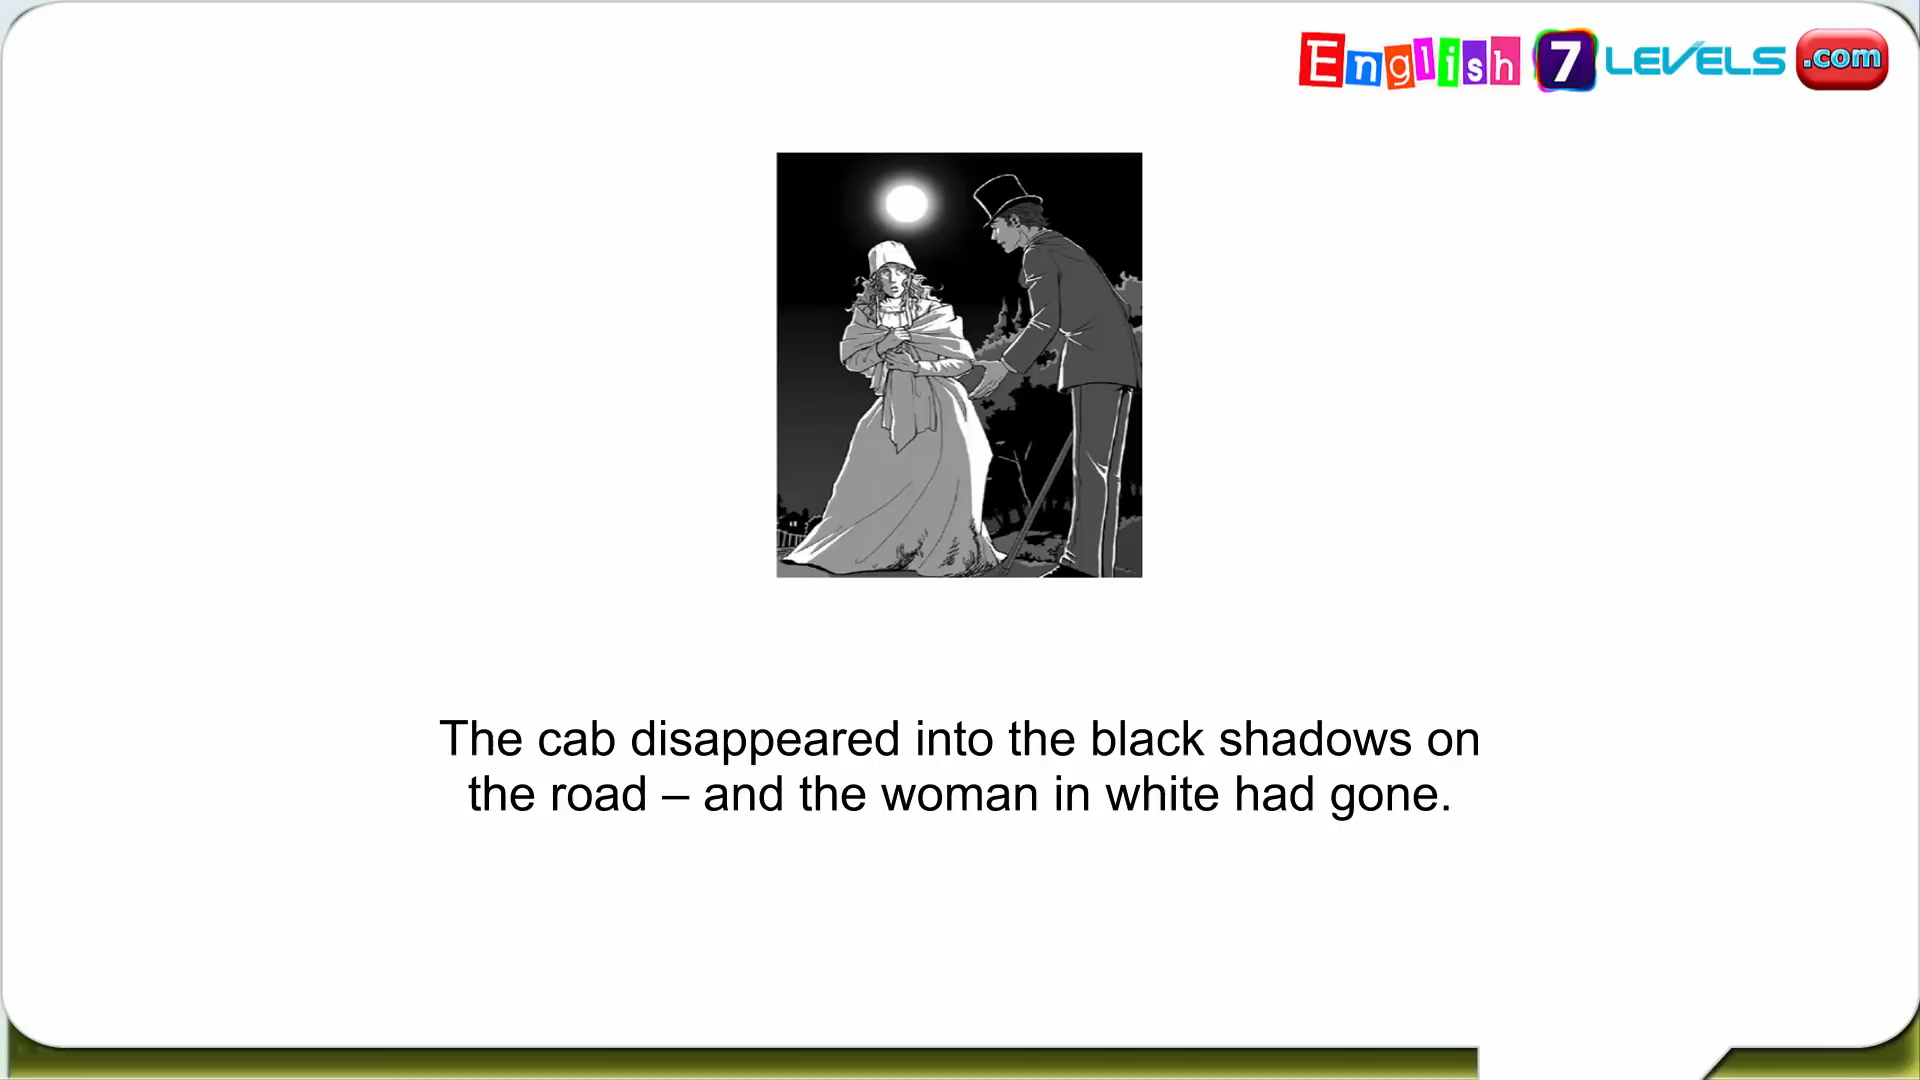 English 7 LEVELS .com
The cab disappeared into the black shadows on
the road – and the woman in white had gone.